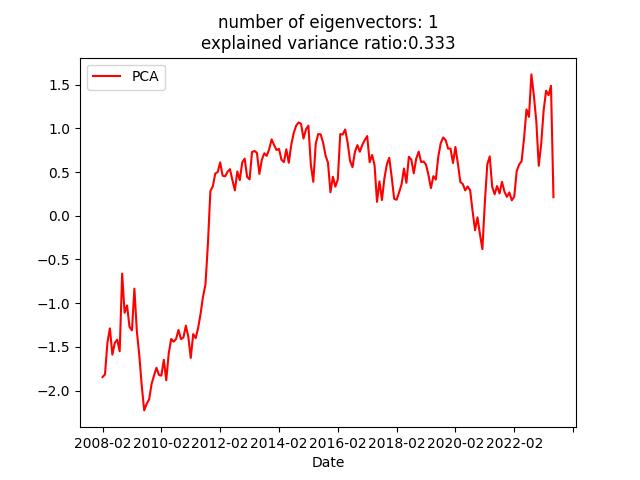 number of eigenvectors: 1
explained variance ratio:0.333
PCA
1.5
1.0
0.5
0.0
−0.5
−1.0
−1.5
−2.0
2008-02 2010-02 2012-02 2014-02 2016-02 2018-02 2020-02 2022-02
Date